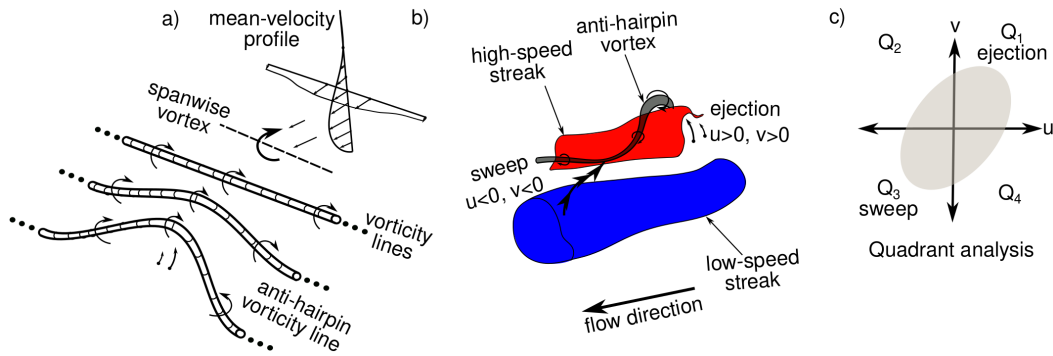 a)
mean-velocity
profile
spanwise
vortex
vorticity
lines
anti-hairpin
vorticity line
b)
anti-hairpin
vortex
high-speed
streak
ejection
u>0, v>0
sweep
u<0, v<0
low-speed
streak
flow direction
c)
v
Q2
Q1
ejection
u
Q3
sweep
Q4
Quadrant analysis